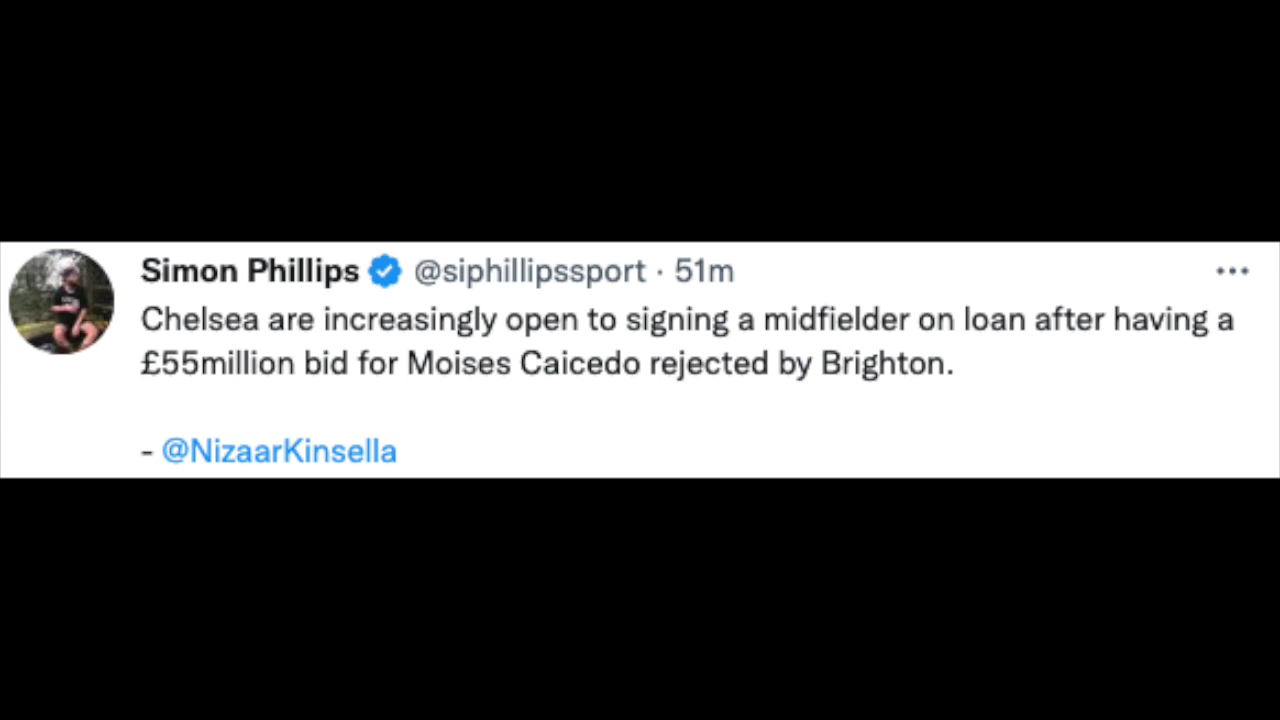 Simon Phillips @siphillipssport · 51m
Chelsea are increasingly open to signing a midfielder on loan after having a
£55million bid for Moises Caicedo rejected by Brighton.
- @NizaarKinsella